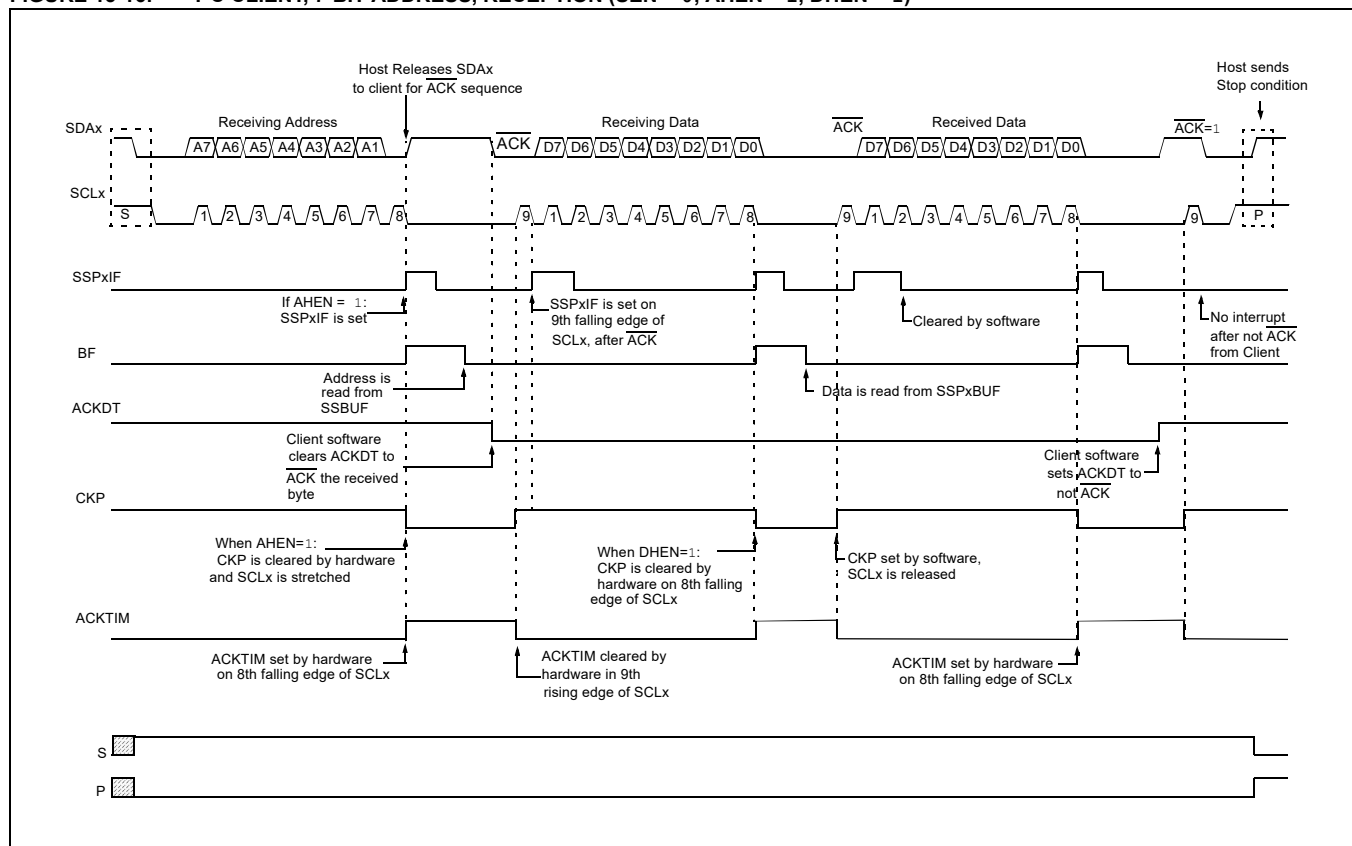 CLIENT, BIT ADDRESS, RECEPTION (SEN = 0, AHEN = 1, DHEN = 1)
Host Releases SDAx
to client for ACK sequence
Host sends
Stop condition
SDAx
Receiving Address
ACK
Receiving Data
ACK
Received Data
ACK=1
A7 A6 A5 A4 A3 A2 A1
D7 D6 D5 D4 D3 D2 D1 D0
D7 D6 D5 D4 D3 D2 D1 D0
SCLx
S 1 2 3 4 5 6 7 8 9 1 2 3 4 5 6 7 8 9 1 2 3 4 5 6 7 8 9 P
SSPxIF
If AHEN = 1:
SSPxIF is set
SSPxIF is set on
9th falling edge of
SCLx, after ACK
Cleared by software
No interrupt
after not ACK
from Client
BF
Address is
read from
SSBUF
Data is read from SSPxBUF
ACKDT
Client software
clears ACKDT to
ACK the received
byte
Client software
sets ACKDT to
not ACK
CKP
When AHEN=1:
CKP is cleared by hardware
and SCLx is stretched
When DHEN=1:
CKP is cleared by
hardware on 8th falling
edge of SCLx
CKP set by software,
SCLx is released
ACKTIM
ACKTIM set by hardware
on 8th falling edge of SCLx
ACKTIM cleared by
hardware in 9th
rising edge of SCLx
ACKTIM set by hardware
on 8th falling edge of SCLx
S
P